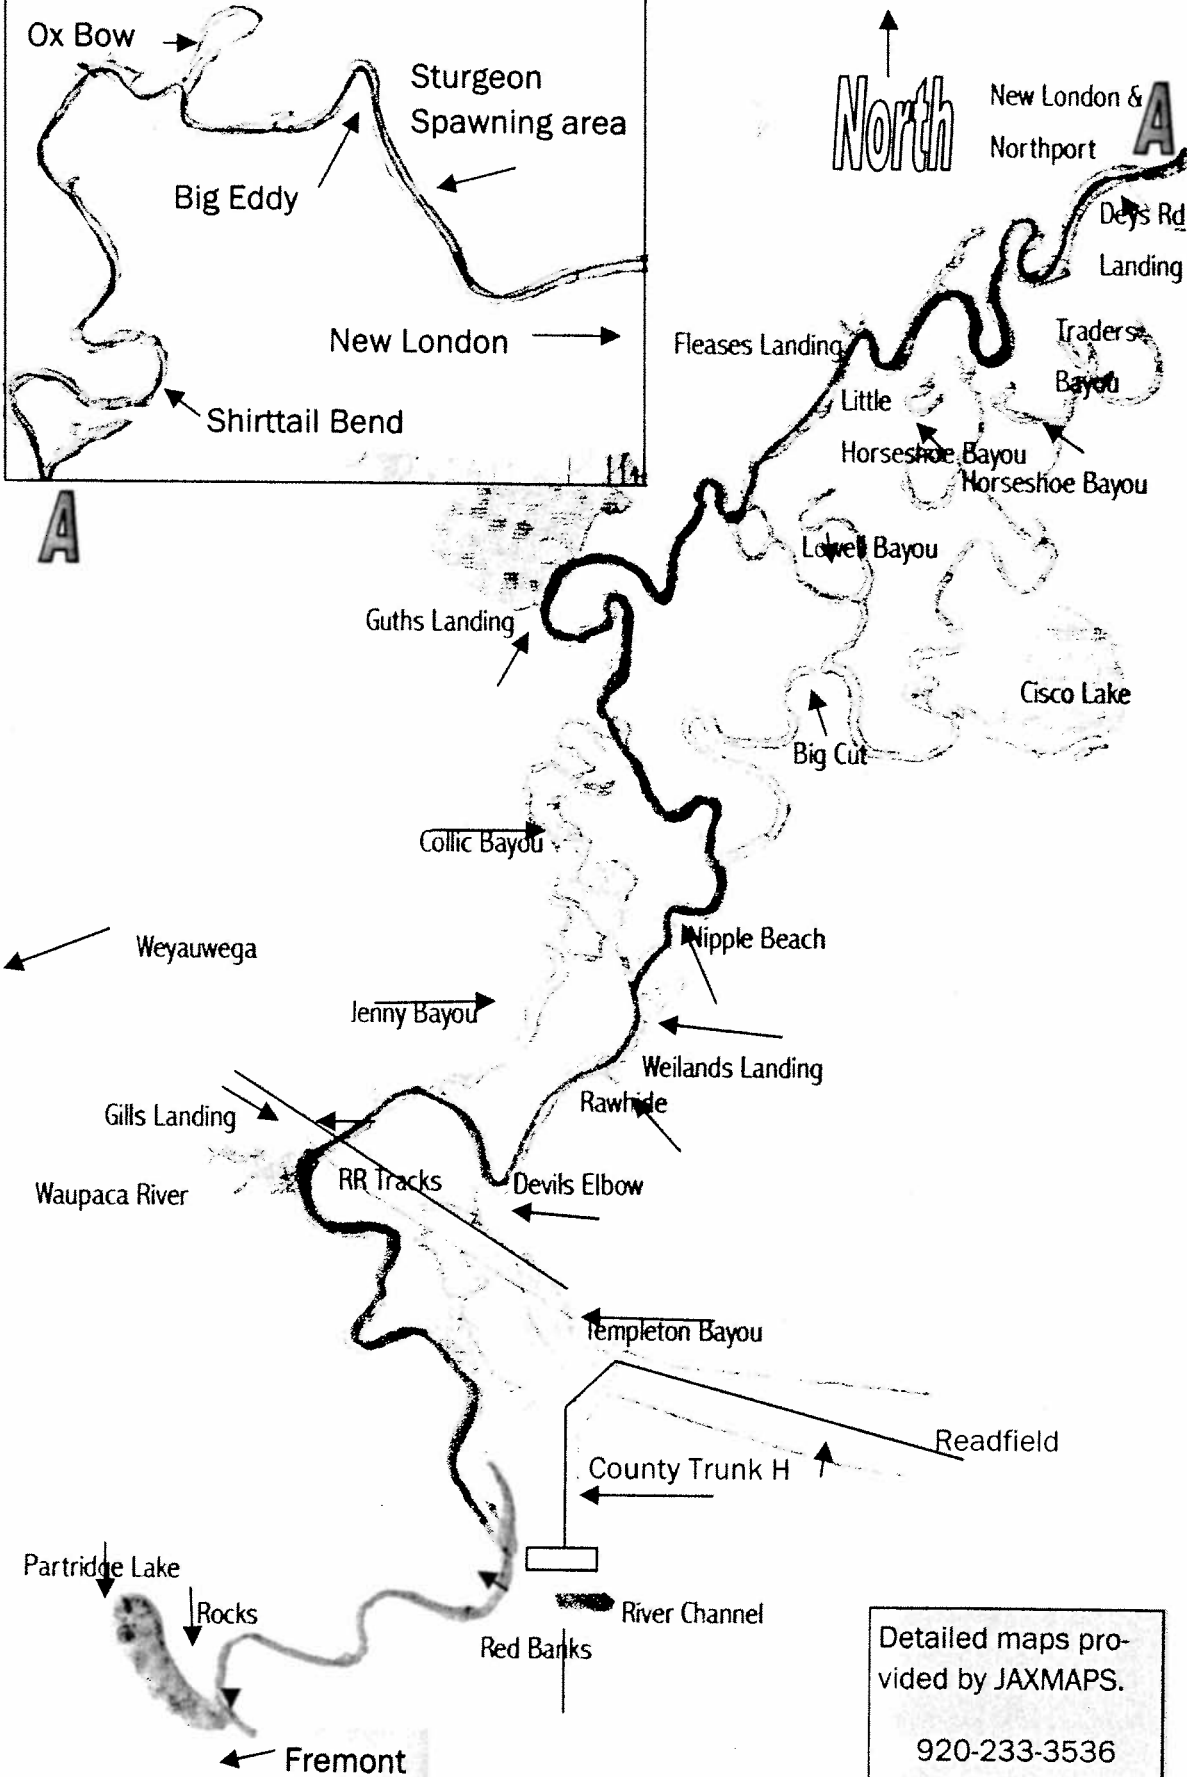 Ox Bow
Sturgeon
Spawning area
Big Eddy
New London
Shirttail Bend
A
North
New London &
Northport
A
Deys Rd
Landing
Fleases Landing
Traders
Bayou
Little
Horseshoe Bayou
Horseshoe Bayou
Lowell Bayou
Guths Landing
Cisco Lake
Big Cut
Collic Bayou
Weyauwega
Nipple Beach
Jenny Bayou
Weilands Landing
Rawhide
Gills Landing
RR Tracks
Devils Elbow
Waupaca River
Templeton Bayou
Readfield
County Trunk H
Partridge Lake
Rocks
River Channel
Red Banks
Fremont
Detailed maps pro-
vided by JAXMAPS.
920-233-3536